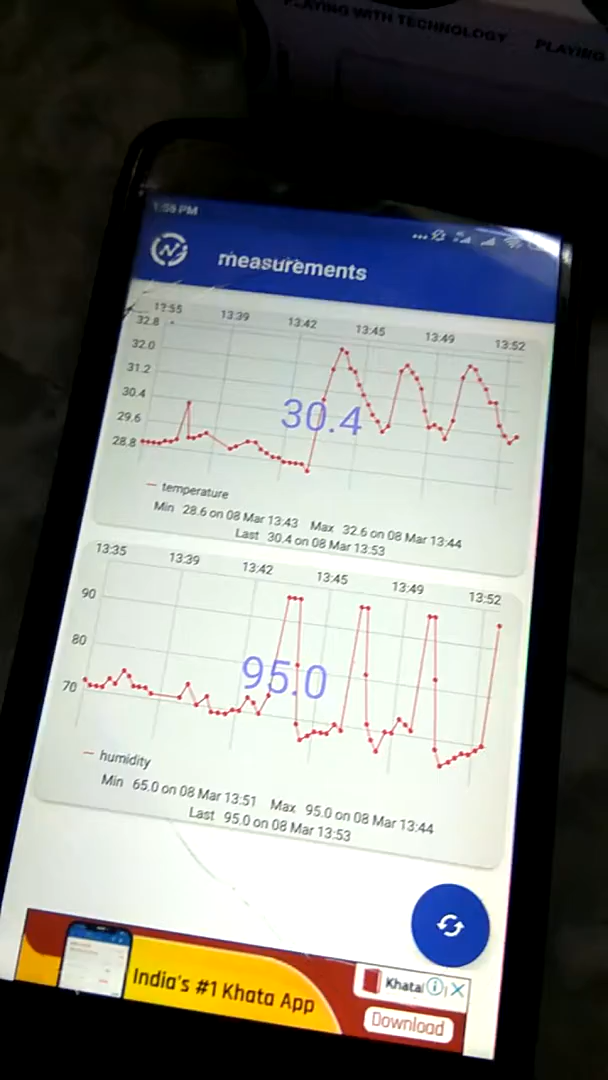 PLAYING WITH TECHNOLOGY PLAYING
1:55 PM
measurements
13:55 13:39 13:42 13:45 13:49 13:52
32.8
32.0
31.2
30.4
29.6
28.8
30.4
temperature
Min 28.6 on 08 Mar 13:43 Max 32.6 on 08 Mar 13:44
Last 30.4 on 08 Mar 13:53
13:35 13:39 13:42 13:45 13:49 13:52
90
80
70
95.0
humidity
Min 65.0 on 08 Mar 13:51 Max 95.0 on 08 Mar 13:44
Last 95.0 on 08 Mar 13:53
India's #1 Khata App
Khata
Download